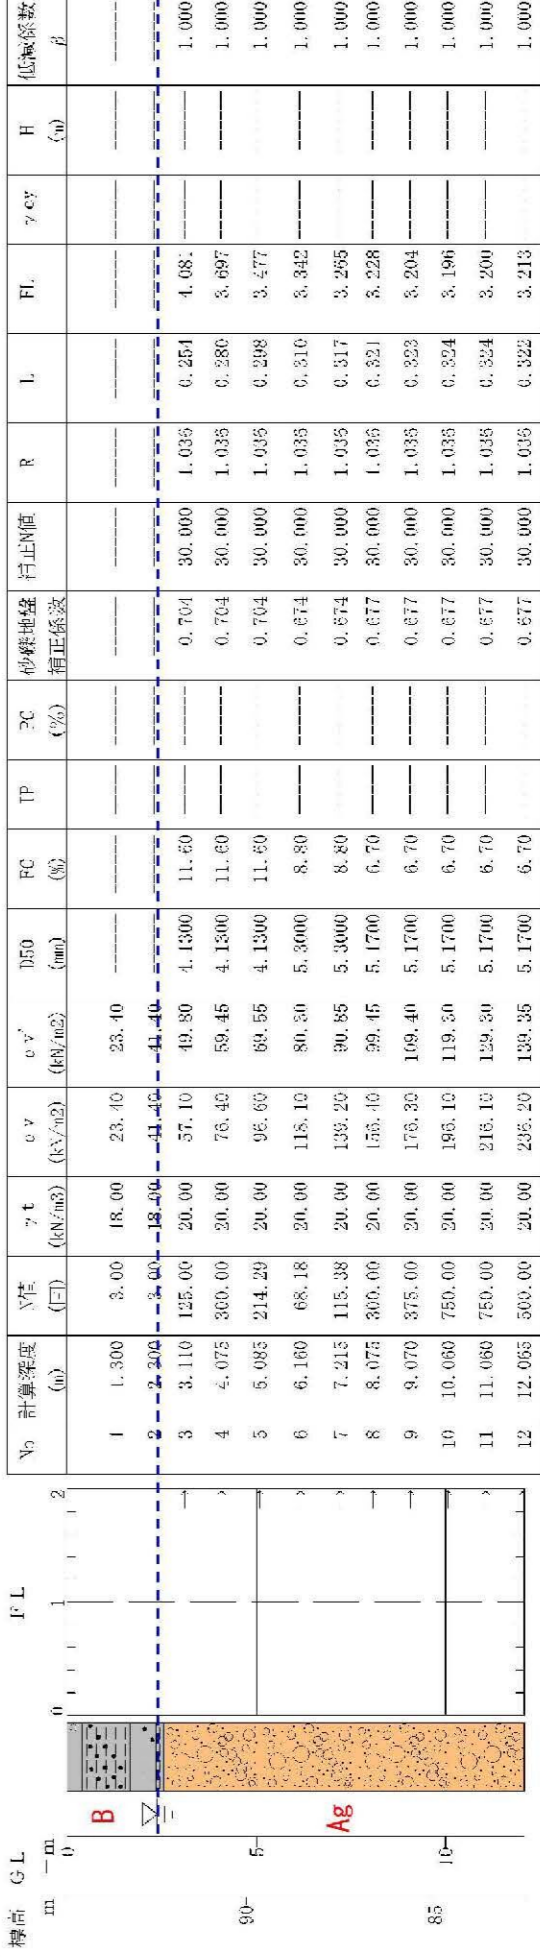 標高 GL FL
m -m
0 1 2
0
5
10
90
85
B
Ag
No 計算深度 N値 γt σv σv' D50 FC IP PC 砂礫地盤 補正N値 R L FL γcy H 低減係数
(m) (回) (kN/m3) (kN/m2) (kN/m2) (mm) (%) (%) 補正係数 (m) β
1 1.300 3.00 18.00 23.40 23.40 ------ ------ ------ ------ ------ ------ ------ ------ ------ ------ ------ ------
2 2.300 3.00 18.00 41.40 41.40 ------ ------ ------ ------ ------ ------ ------ ------ ------ ------ ------ ------
3 3.110 125.00 20.00 57.10 49.80 4.1300 11.60 ------ ------ 0.704 30.000 1.036 0.254 4.081 ------ ------ 1.000
4 4.075 300.00 20.00 76.40 59.45 4.1300 11.60 ------ ------ 0.704 30.000 1.036 0.280 3.697 ------ ------ 1.000
5 5.085 214.29 20.00 96.60 69.55 4.1300 11.60 ------ ------ 0.704 30.000 1.036 0.298 3.477 ------ ------ 1.000
6 6.160 68.18 20.00 118.10 80.30 5.3000 8.80 ------ ------ 0.674 30.000 1.036 0.310 3.342 ------ ------ 1.000
7 7.215 115.38 20.00 139.20 90.85 5.3000 8.80 ------ ------ 0.674 30.000 1.036 0.317 3.265 ------ ------ 1.000
8 8.075 300.00 20.00 156.40 99.45 5.1700 6.70 ------ ------ 0.677 30.000 1.036 0.321 3.228 ------ ------ 1.000
9 9.070 375.00 20.00 176.30 109.40 5.1700 6.70 ------ ------ 0.677 30.000 1.036 0.323 3.204 ------ ------ 1.000
10 10.060 750.00 20.00 196.10 119.30 5.1700 6.70 ------ ------ 0.677 30.000 1.036 0.324 3.196 ------ ------ 1.000
11 11.060 750.00 20.00 216.10 129.30 5.1700 6.70 ------ ------ 0.677 30.000 1.036 0.324 3.200 ------ ------ 1.000
12 12.065 500.00 20.00 236.20 139.35 5.1700 6.70 ------ ------ 0.677 30.000 1.036 0.322 3.213 ------ ------ 1.000